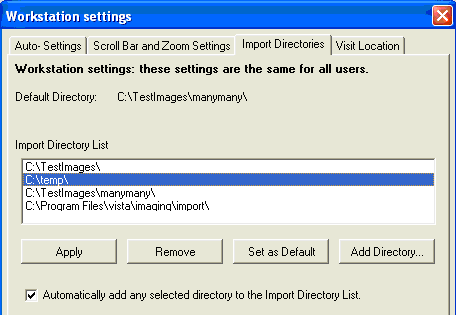 Workstation settings
Auto- Settings Scroll Bar and Zoom Settings Import Directories Visit Location
Workstation settings: these settings are the same for all users.
Default Directory: C:\TestImages\manymany\
Import Directory List
C:\TestImages\
C:\temp\
C:\TestImages\manymany\
C:\Program Files\vista\imaging\import\
Apply Remove Set as Default Add Directory...
Automatically add any selected directory to the Import Directory List.